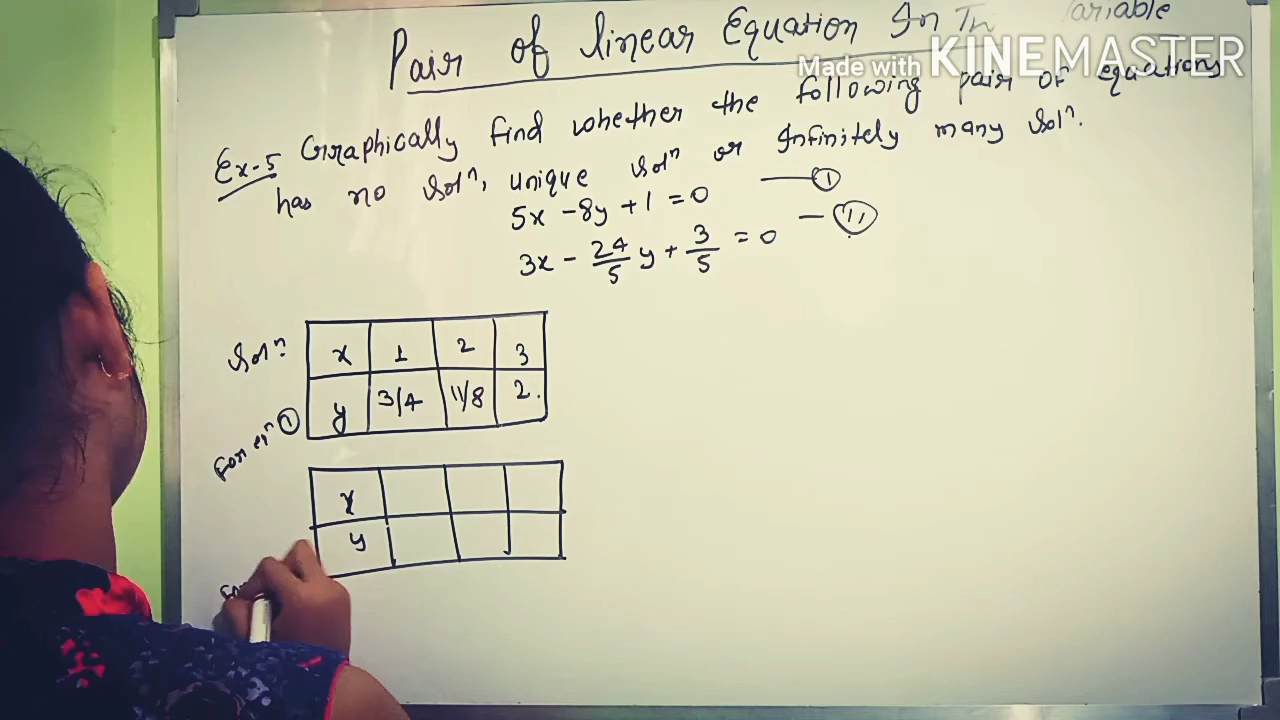 Pair of linear Equation In Tw Variable
Made with KINEMASTER
Ex-5 Graphically find whether the following pair of equations
has no Solⁿ, unique Solⁿ or Infinitely many Solⁿ.
5x - 8y + 1 = 0 — (I)
3x - 24/5 y + 3/5 = 0 — (II)
Solⁿ
x 1 2 3
y 3/4 11/8 2.
For eqⁿ (I)
x
y
For